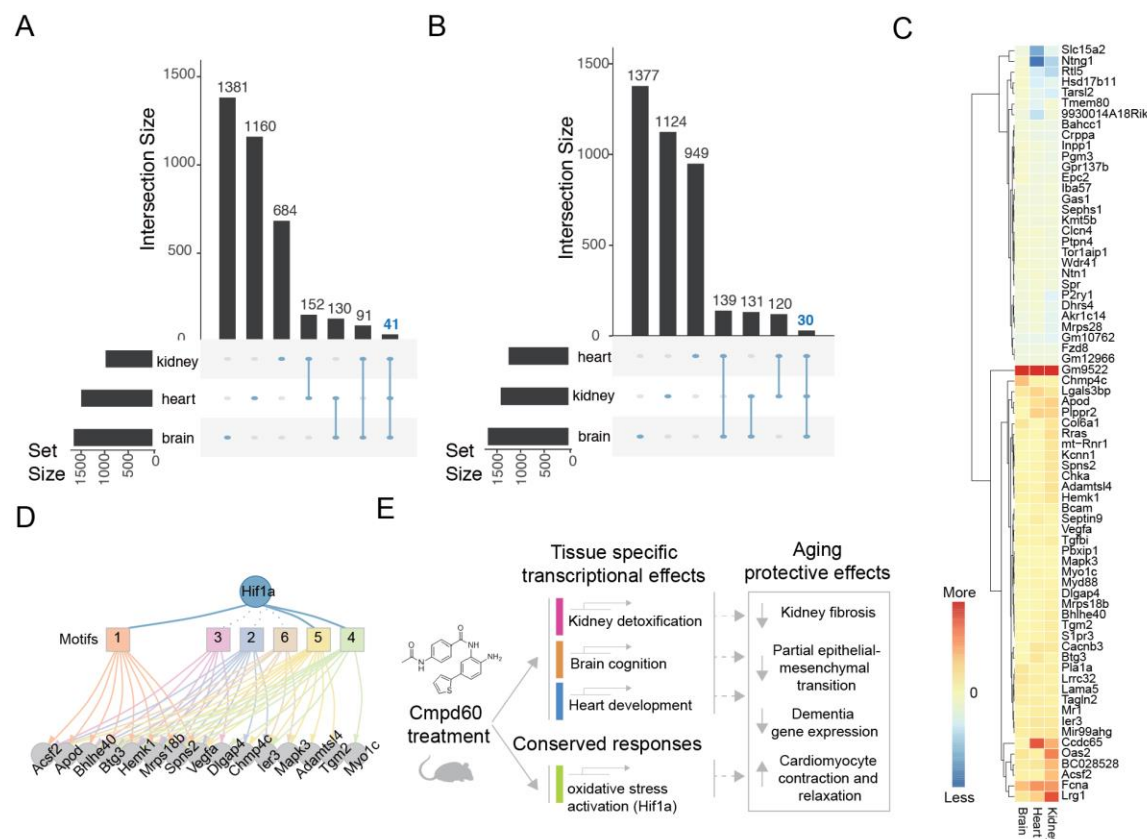 A
1500
1000
500
0
Intersection Size
1381
1160
684
152
130
91
41
kidney
heart
brain
Set
Size
1500
1000
500
0
B
1500
1000
500
0
Intersection Size
1377
1124
949
139
131
120
30
heart
kidney
brain
Set
Size
1500
1000
500
0
C
Slc15a2
Ntng1
Rtl5
Hsd17b11
Tarsl2
Tmem80
9930014A18Rik
Bahcc1
Crppa
Inpp1
Pgm3
Gpr137b
Epc2
Iba57
Gas1
Sephs1
Kmt5b
Clcn4
Ptpn4
Tor1aip1
Wdr41
Ntn1
Spr
P2ry1
Dhrs4
Akr1c14
Mrps28
Gm10762
Fzd8
Gm12966
Gm9522
Chmp4c
Lgals3bp
Apod
Plppr2
Col6a1
Rras
mt-Rnr1
Kcnn1
Spns2
Chka
Adamtsl4
Hemk1
Bcam
Septin9
Vegfa
Tgfbi
Pbxip1
Mapk3
Myo1c
Myd88
Dlgap4
Mrps18b
Bhlhe40
Tgm2
S1pr3
Cacnb3
Btg3
Pla1a
Lrrc32
Lama5
Tagln2
Mr1
Ier3
Mir99ahg
Ccdc65
Oas2
BC028528
Acsf2
Fcna
Lrg1
Brain
Heart
Kidney
More
0
Less
D
Hif1a
Motifs
1
3
2
6
5
4
Acsf2
Apod
Bhlhe40
Btg3
Hemk1
Mrps18b
Spns2
Vegfa
Dlgap4
Chmp4c
Ier3
Mapk3
Adamtsl4
Tgm2
Myo1c
E
Cmpd60
treatment
O
N
H
O
N
H
NH2
S
Tissue specific
transcriptional effects
Kidney detoxification
Brain cognition
Heart development
Conserved responses
oxidative stress
activation (Hif1a)
Aging
protective effects
Kidney fibrosis
Partial epithelial-
mesenchymal
transition
Dementia
gene expression
Cardiomyocyte
contraction and
relaxation